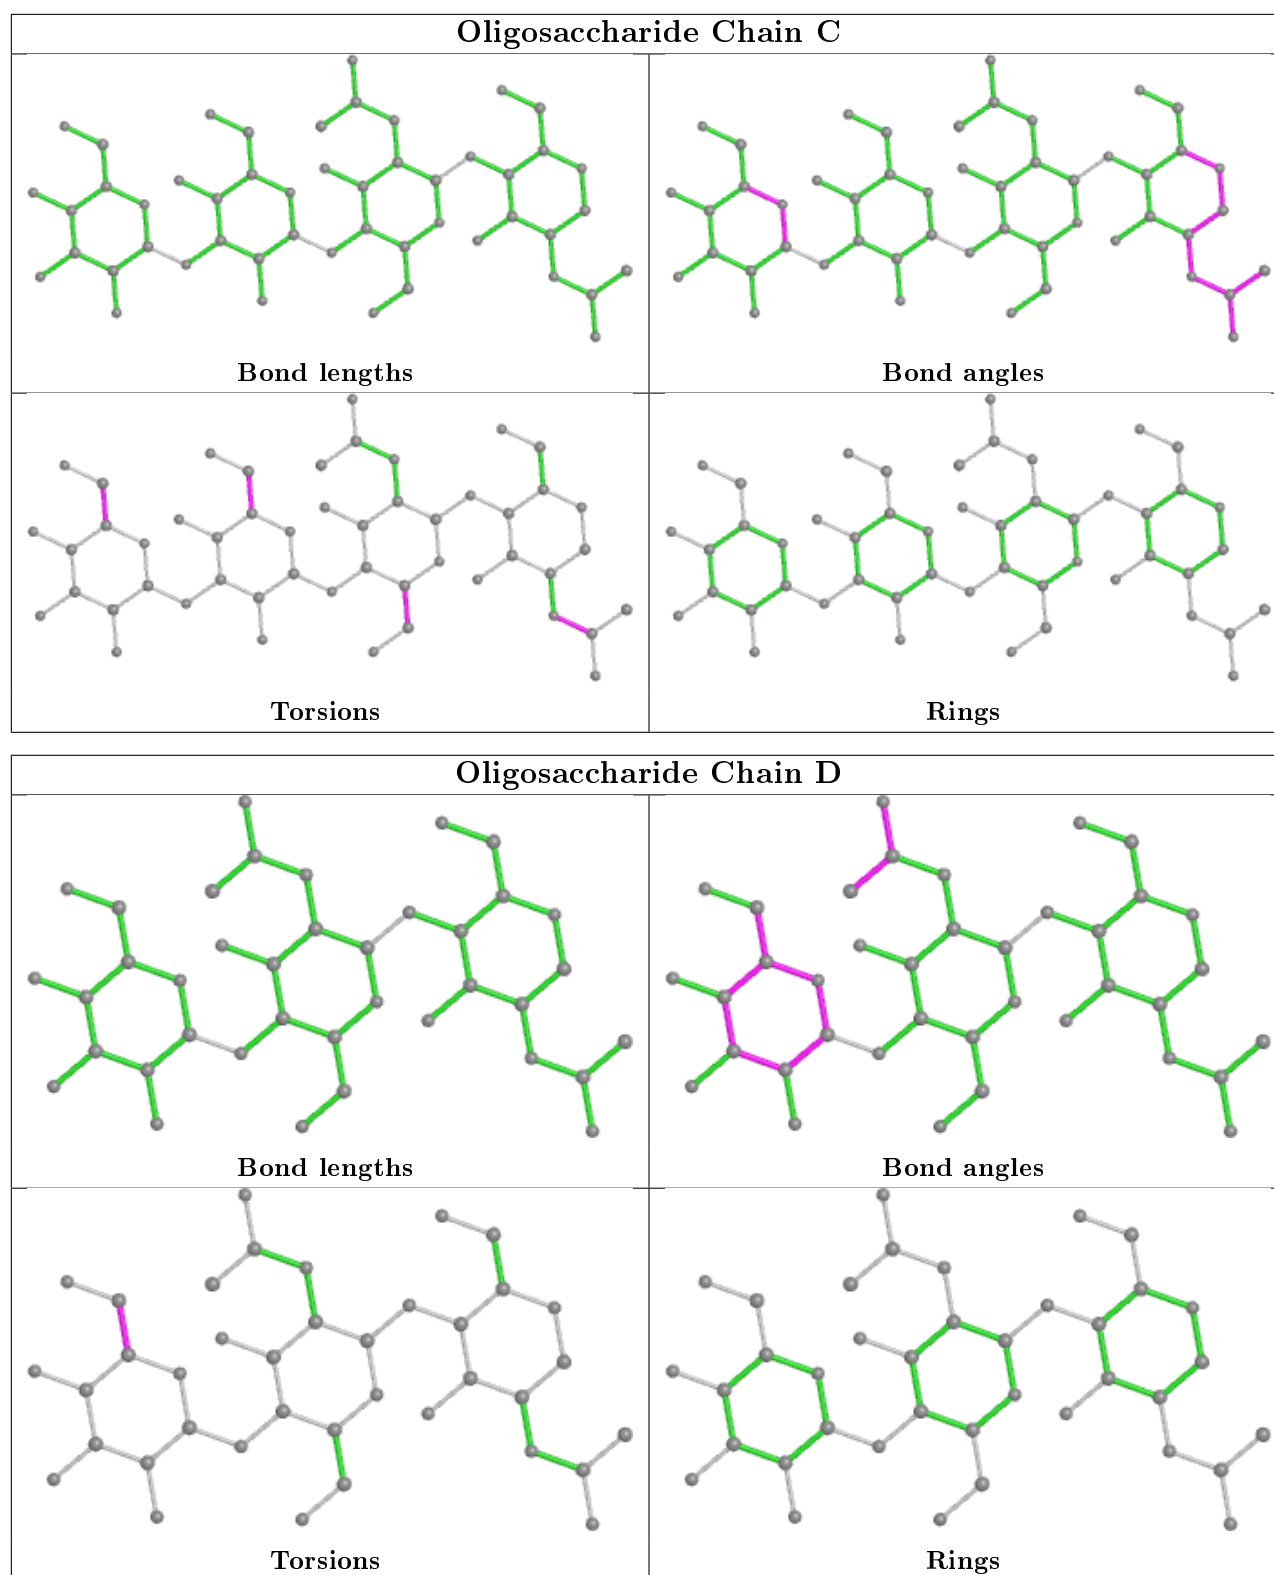 Oligosaccharide Chain C
Bond lengths
Bond angles
Torsions
Rings
Oligosaccharide Chain D
Bond lengths
Bond angles
Torsions
Rings